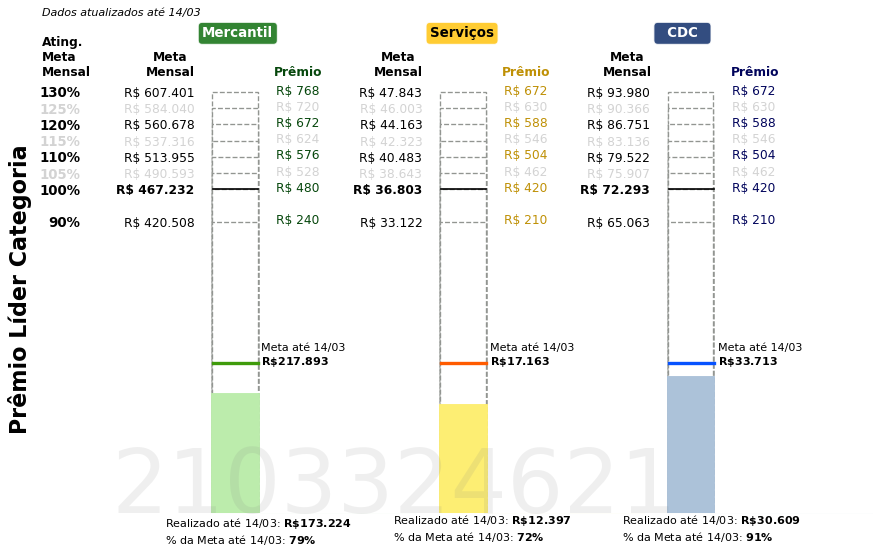 Dados atualizados até 14/03
Mercantil Serviços CDC
Ating. Meta Mensal
Meta Mensal Prêmio Meta Mensal Prêmio Meta Mensal Prêmio
130% R$ 607.401 R$ 768 R$ 47.843 R$ 672 R$ 93.980 R$ 672
125% R$ 584.040 R$ 720 R$ 46.003 R$ 630 R$ 90.366 R$ 630
120% R$ 560.678 R$ 672 R$ 44.163 R$ 588 R$ 86.751 R$ 588
115% R$ 537.316 R$ 624 R$ 42.323 R$ 546 R$ 83.136 R$ 546
110% R$ 513.955 R$ 576 R$ 40.483 R$ 504 R$ 79.522 R$ 504
105% R$ 490.593 R$ 528 R$ 38.643 R$ 462 R$ 75.907 R$ 462
100% R$ 467.232 R$ 480 R$ 36.803 R$ 420 R$ 72.293 R$ 420
90% R$ 420.508 R$ 240 R$ 33.122 R$ 210 R$ 65.063 R$ 210
Prêmio Líder Categoria
Meta até 14/03 Meta até 14/03 Meta até 14/03
R$217.893 R$17.163 R$33.713
2103324621
Realizado até 14/03: R$173.224 Realizado até 14/03: R$12.397 Realizado até 14/03: R$30.609
% da Meta até 14/03: 79% % da Meta até 14/03: 72% % da Meta até 14/03: 91%